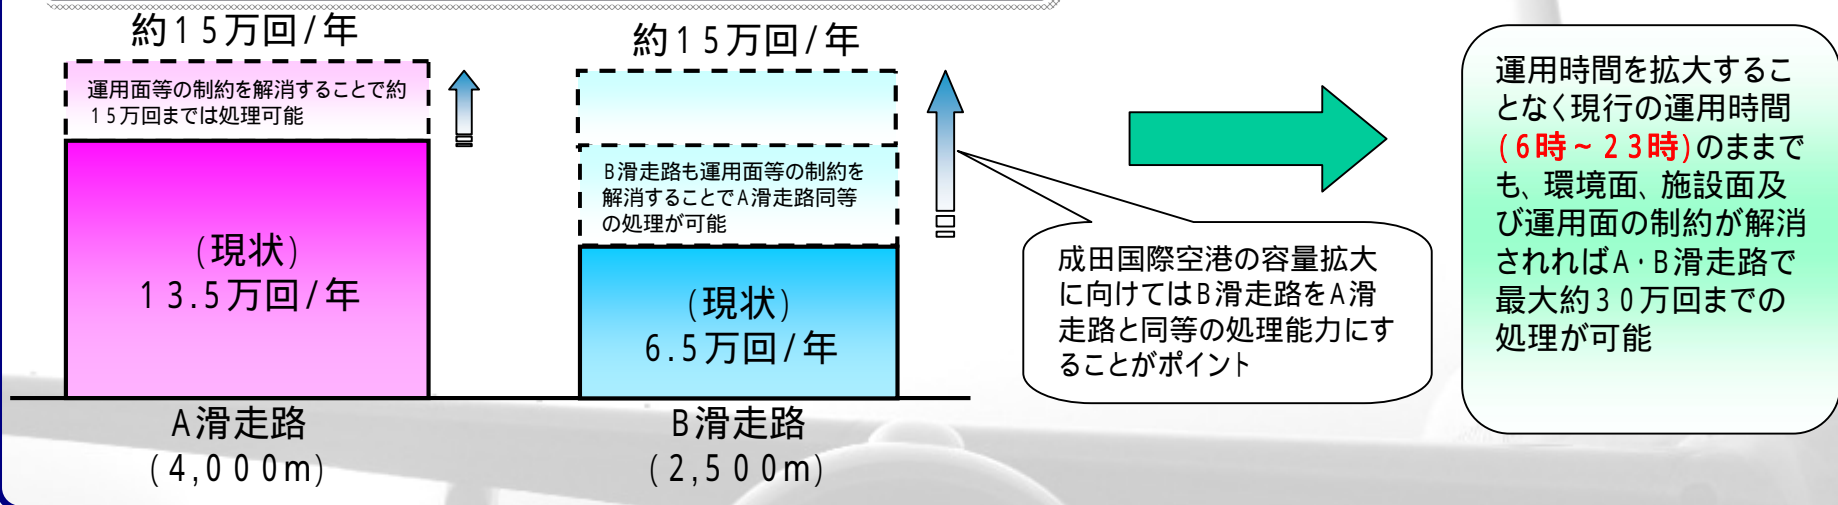 約15万回/年
運用面等の制約を解消することで約
15万回までは処理可能
(現状)
13.5万回/年
A滑走路
(4,000m)
約15万回/年
B滑走路も運用面等の制約を
解消することでA滑走路同等
の処理が可能
(現状)
6.5万回/年
B滑走路
(2,500m)
成田国際空港の容量拡大
に向けてはB滑走路をA滑
走路と同等の処理能力にす
ることがポイント
運用時間を拡大するこ
となく現行の運用時間
(6時~23時)のままで
も、環境面、施設面及
び運用面の制約が解消
されればA・B滑走路で
最大約30万回までの
処理が可能